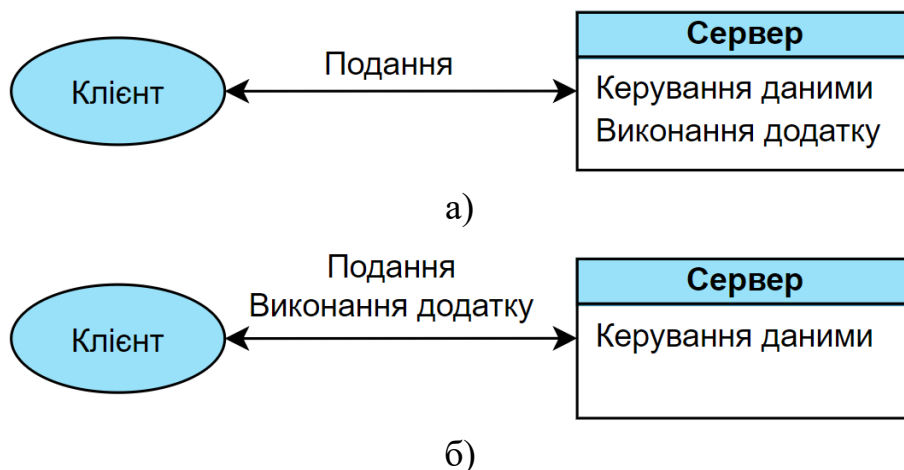 Клієнт
Подання
Сервер
Керування даними
Виконання додатку
а)
Клієнт
Подання
Виконання додатку
Сервер
Керування даними
б)